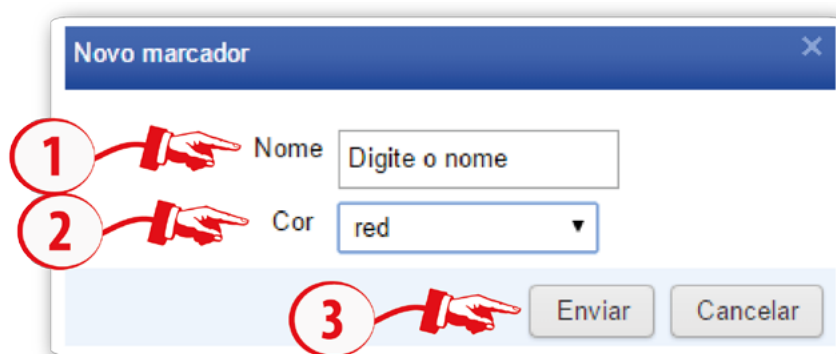 Novo marcador
1 Nome Digite o nome
2 Cor red
3 Enviar Cancelar